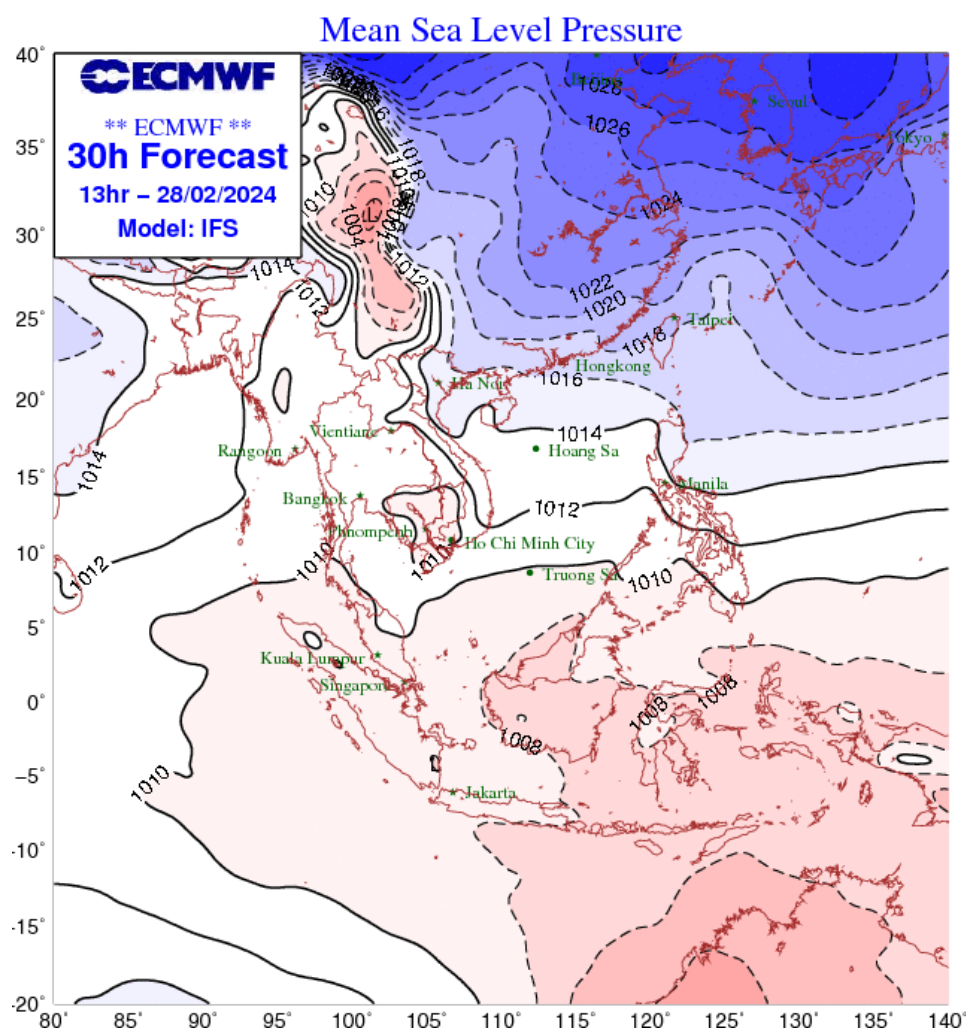 Mean Sea Level Pressure
ECMWF
** ECMWF **
30h Forecast
13hr – 28/02/2024
Model: IFS
40°
35°
30°
25°
20°
15°
10°
5°
0°
–5°
-10°
-15°
-20°
80°
85°
95°
100°
105°
110°
115°
120°
125°
130°
135°
140°
1028
1026
Seoul
Tokyo
1018
1010
1004
1024
1012
1014
1012
1022
1020
1018
Taipei
Hongkong
1016
Ha Noi
Vientiane
1014
Rangoon
Hoang Sa
1014
Bangkok
Manila
1012
Phnompenh
Ho Chi Minh City
1010
1010
1012
Truong Sa
1010
Kuala Lumpur
Singapore
1008
1008
1008
1010
Jakarta